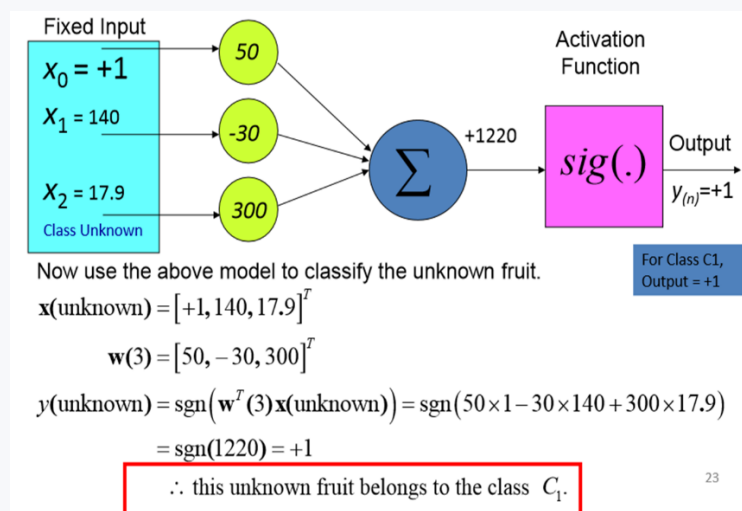 Fixed Input
X₀ = +1
X₁ = 140
X₂ = 17.9
Class Unknown
50
-30
300
Σ
+1220
Activation
Function
sig(.)
Output
y₍ₙ₎=+1
For Class C1,
Output = +1
Now use the above model to classify the unknown fruit.
x(unknown) = [+1, 140, 17.9]ᵀ
w(3) = [50, −30, 300]ᵀ
y(unknown) = sgn(wᵀ(3)x(unknown)) = sgn(50×1−30×140+300×17.9)
= sgn(1220) = +1
∴ this unknown fruit belongs to the class C₁.
23